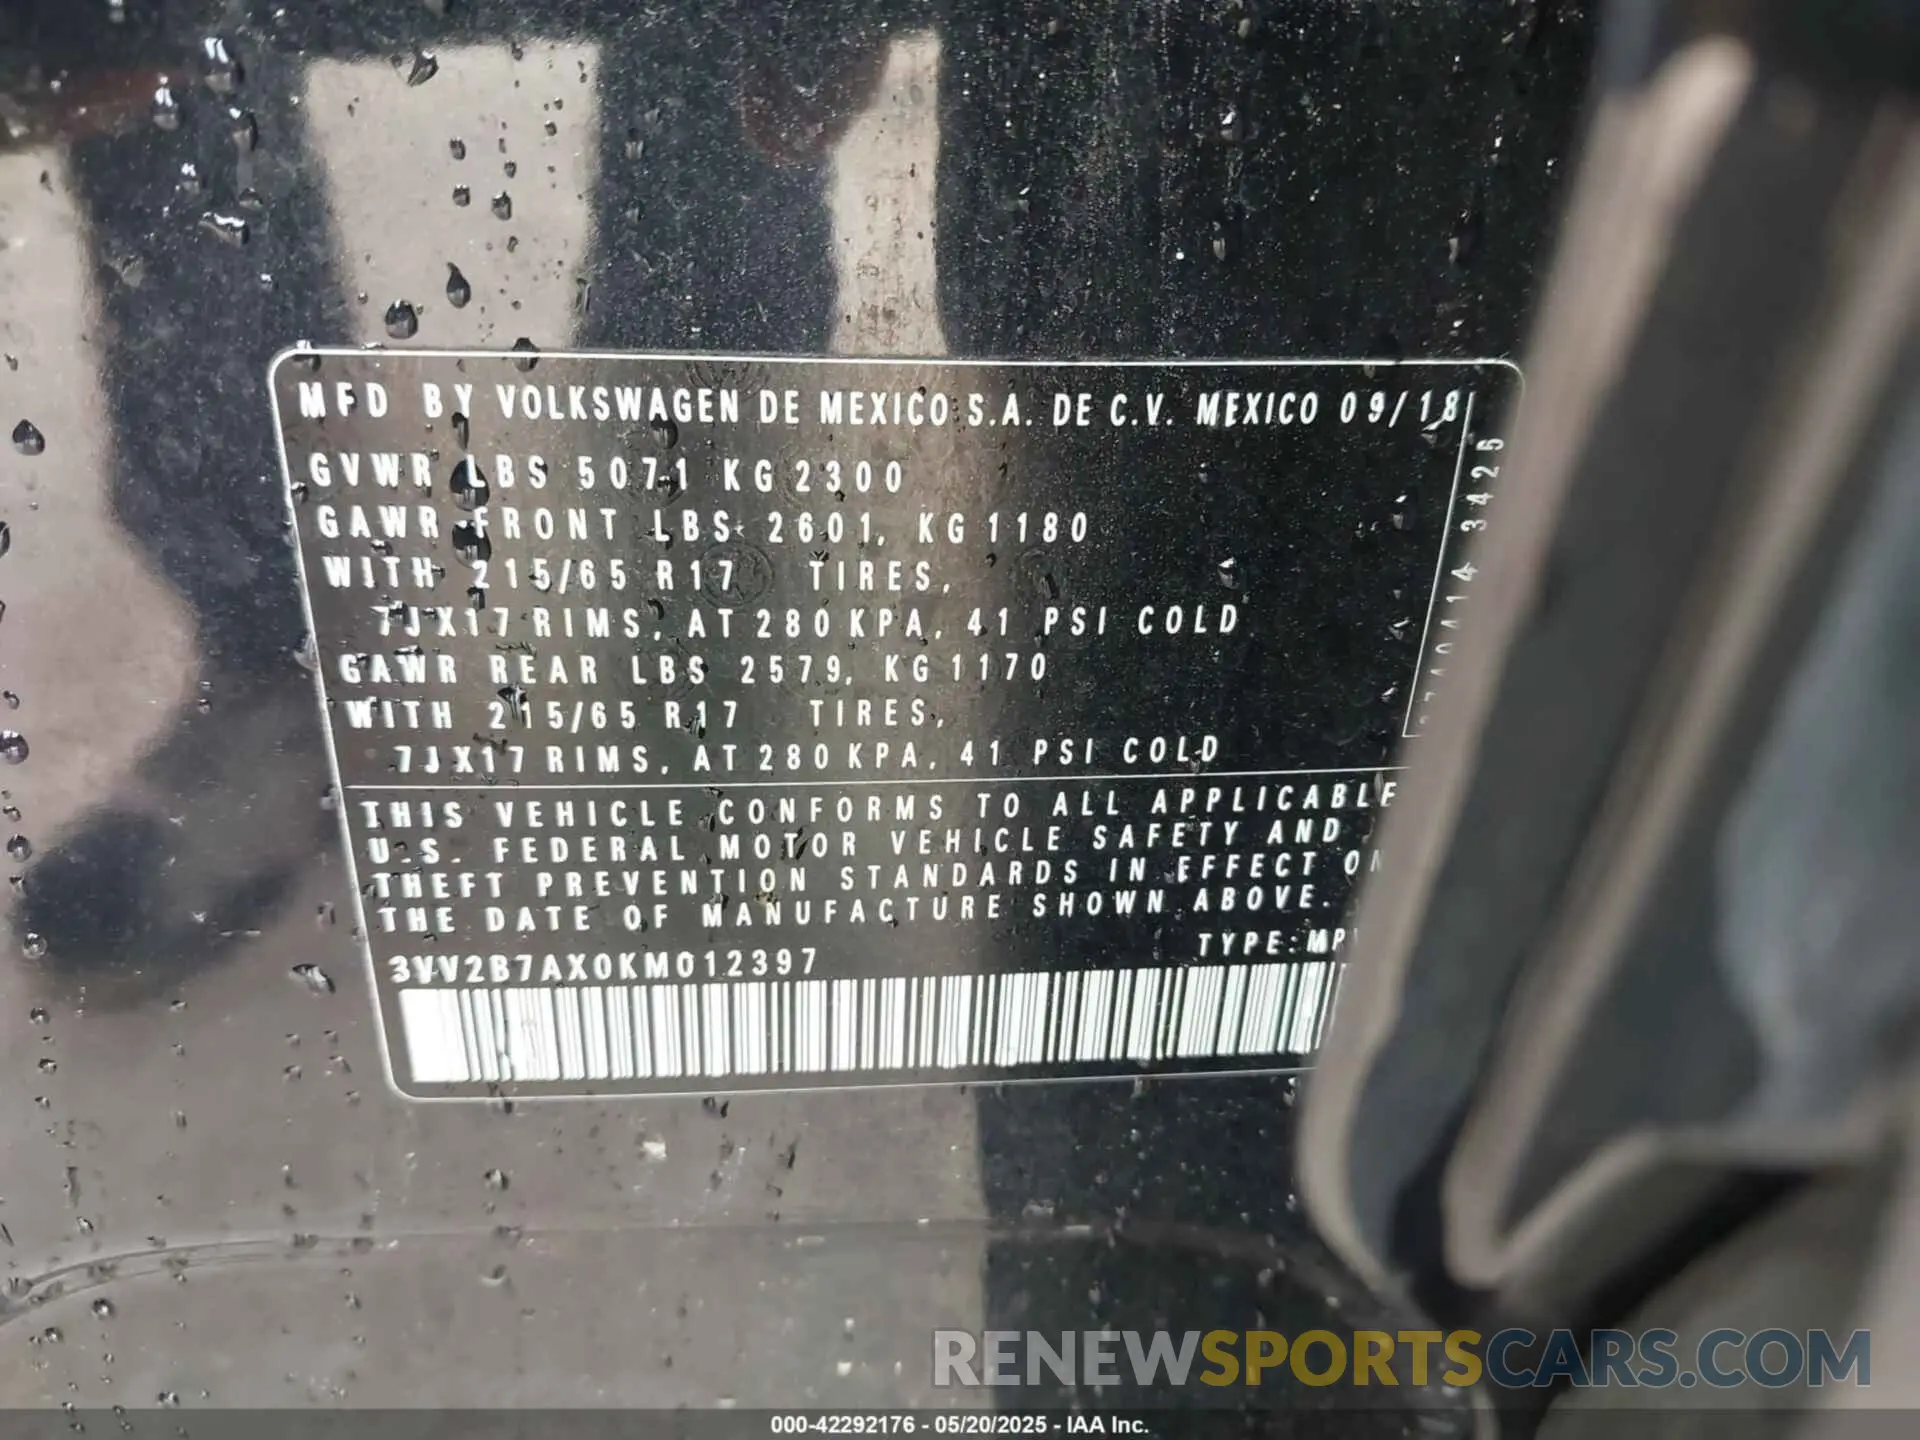 MFD BY VOLKSWAGEN DE MEXICO S.A. DE C.V. MEXICO 09/18
GVWR LBS 5071 KG 2300
GAWR FRONT LBS 2601, KG 1180
WITH 215/65 R17 TIRES,
7JX17 RIMS, AT 280 KPA, 41 PSI COLD
GAWR REAR LBS 2579, KG 1170
WITH 215/65 R17 TIRES,
7JX17 RIMS, AT 280 KPA, 41 PSI COLD
THIS VEHICLE CONFORMS TO ALL APPLICABLE
U.S. FEDERAL MOTOR VEHICLE SAFETY AND
THEFT PREVENTION STANDARDS IN EFFECT ON
THE DATE OF MANUFACTURE SHOWN ABOVE.
TYPE: MP
3VV2B7AX0KM012397
3425
RENEWSPORTSCARS.COM
000-42292176 - 05/20/2025 - IAA Inc.